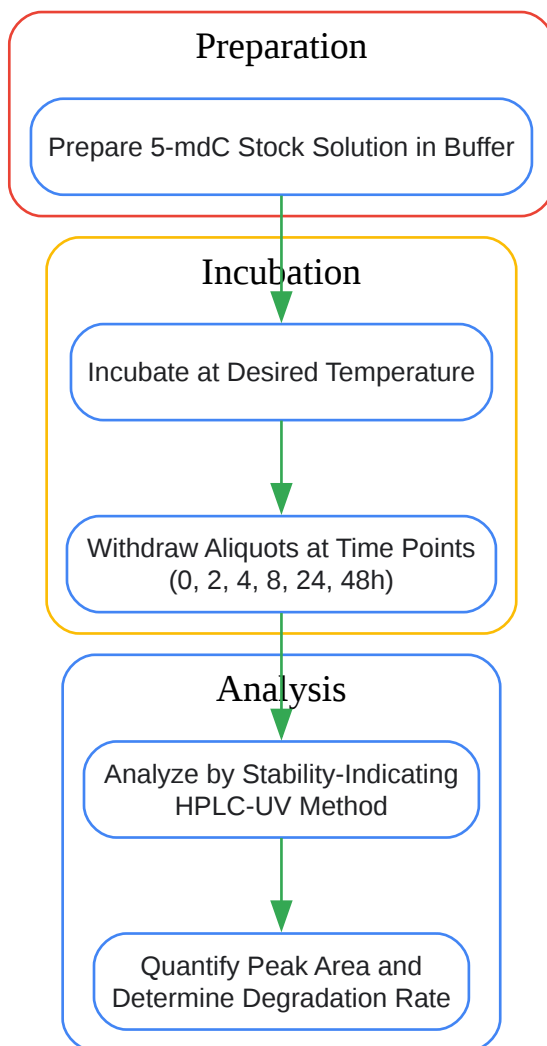 Preparation
Prepare 5-mdC Stock Solution in Buffer
Incubation
Incubate at Desired Temperature
Withdraw Aliquots at Time Points
(0, 2, 4, 8, 24, 48h)
Analysis
Analyze by Stability-Indicating
HPLC-UV Method
Quantify Peak Area and
Determine Degradation Rate